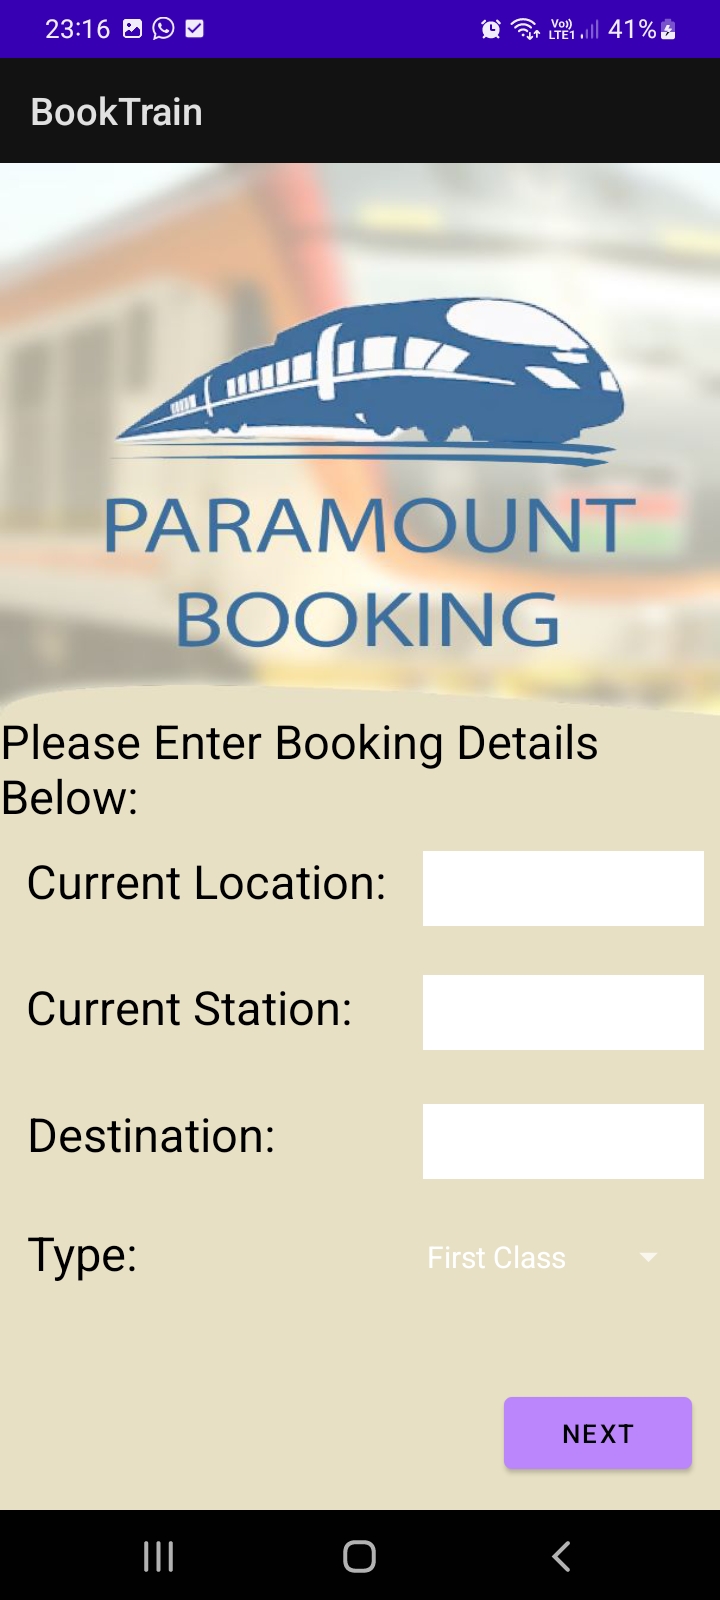 23:16
Vo))
LTE1
41%
BookTrain
PARAMOUNT
BOOKING
Please Enter Booking Details
Below:
Current Location:
Current Station:
Destination:
Type:
First Class
NEXT